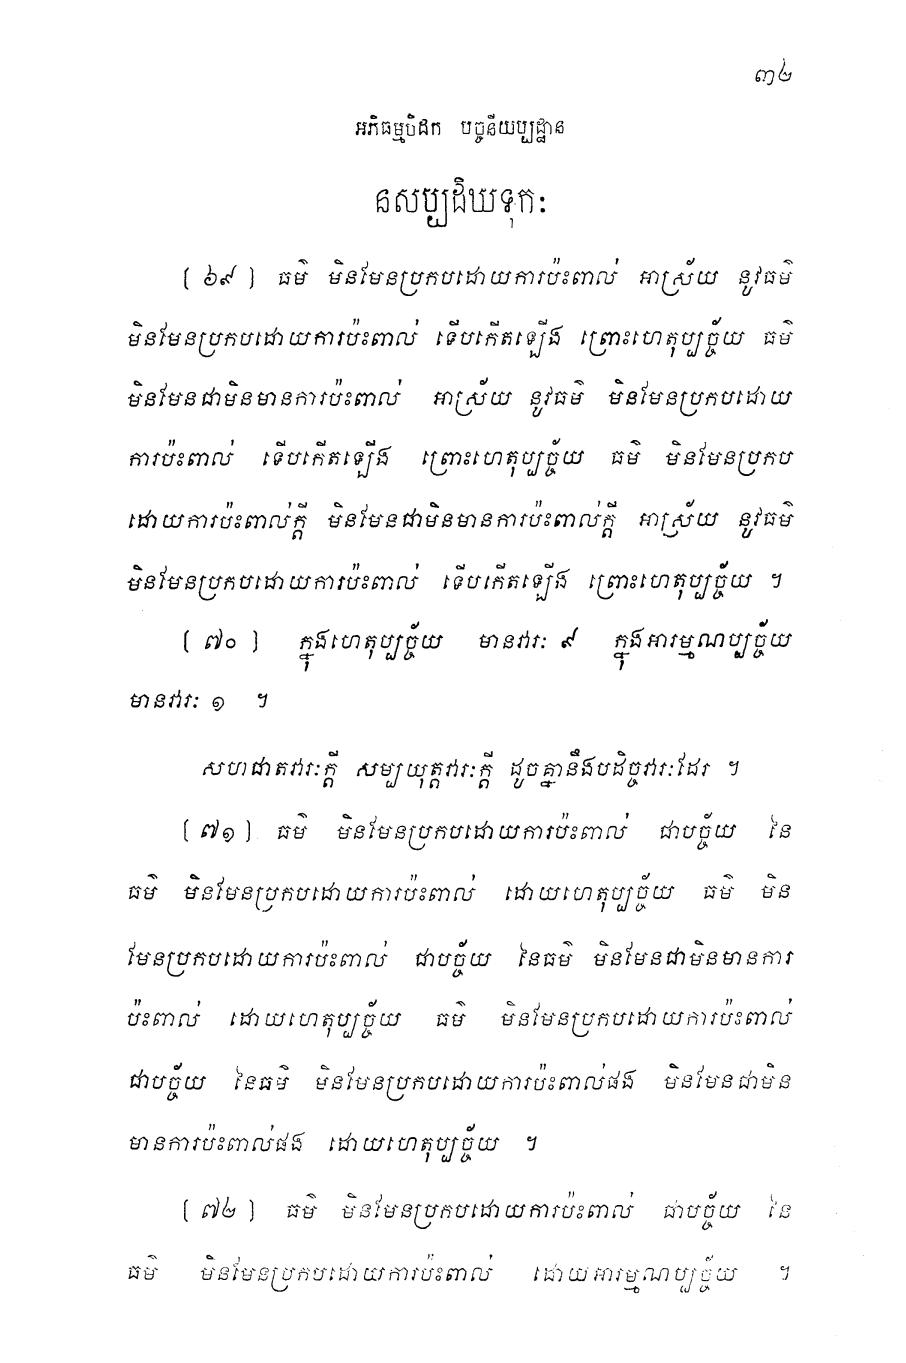 ៣២
អភិធម្មបិដក បច្ចនីយប្បដ្ឋាន
នសប្បដិឃទុកៈ
[ ៦៩ ] ធម៌ មិនមែនប្រកបដោយការប៉ះពាល់ អាស្រ័យ នូវធម៌
មិនមែនប្រកបដោយការប៉ះពាល់ ទើបកើតឡើង ព្រោះហេតុប្បច្ច័យ ធម៌
មិនមែនជាមិនមានការប៉ះពាល់ អាស្រ័យ នូវធម៌ មិនមែនប្រកបដោយ
ការប៉ះពាល់ ទើបកើតឡើង ព្រោះហេតុប្បច្ច័យ ធម៌ មិនមែនប្រកប
ដោយការប៉ះពាល់ក្តី មិនមែនជាមិនមានការប៉ះពាល់ក្តី អាស្រ័យ នូវធម៌
មិនមែនប្រកបដោយការប៉ះពាល់ ទើបកើតឡើង ព្រោះហេតុប្បច្ច័យ ។
[ ៧០ ] ក្នុងហេតុប្បច្ច័យ មានវារៈ ៩ ក្នុងអារម្មណប្បច្ច័យ
មានវារៈ ១ ។
សហជាតវារៈក្តី សម្បយុត្តវារៈក្តី ដូចគ្នានឹងបដិច្ចវារៈដែរ ។
[ ៧១ ] ធម៌ មិនមែនប្រកបដោយការប៉ះពាល់ ជាបច្ច័យ នៃ
ធម៌ មិនមែនប្រកបដោយការប៉ះពាល់ ដោយហេតុប្បច្ច័យ ធម៌ មិន
មែនប្រកបដោយការប៉ះពាល់ ជាបច្ច័យ នៃធម៌ មិនមែនជាមិនមានការ
ប៉ះពាល់ ដោយហេតុប្បច្ច័យ ធម៌ មិនមែនប្រកបដោយការប៉ះពាល់
ជាបច្ច័យ នៃធម៌ មិនមែនប្រកបដោយការប៉ះពាល់ផង មិនមែនជាមិន
មានការប៉ះពាល់ផង ដោយហេតុប្បច្ច័យ ។
[ ៧២ ] ធម៌ មិនមែនប្រកបដោយការប៉ះពាល់ ជាបច្ច័យ នៃ
ធម៌ មិនមែនប្រកបដោយការប៉ះពាល់ ដោយអារម្មណប្បច្ច័យ ។